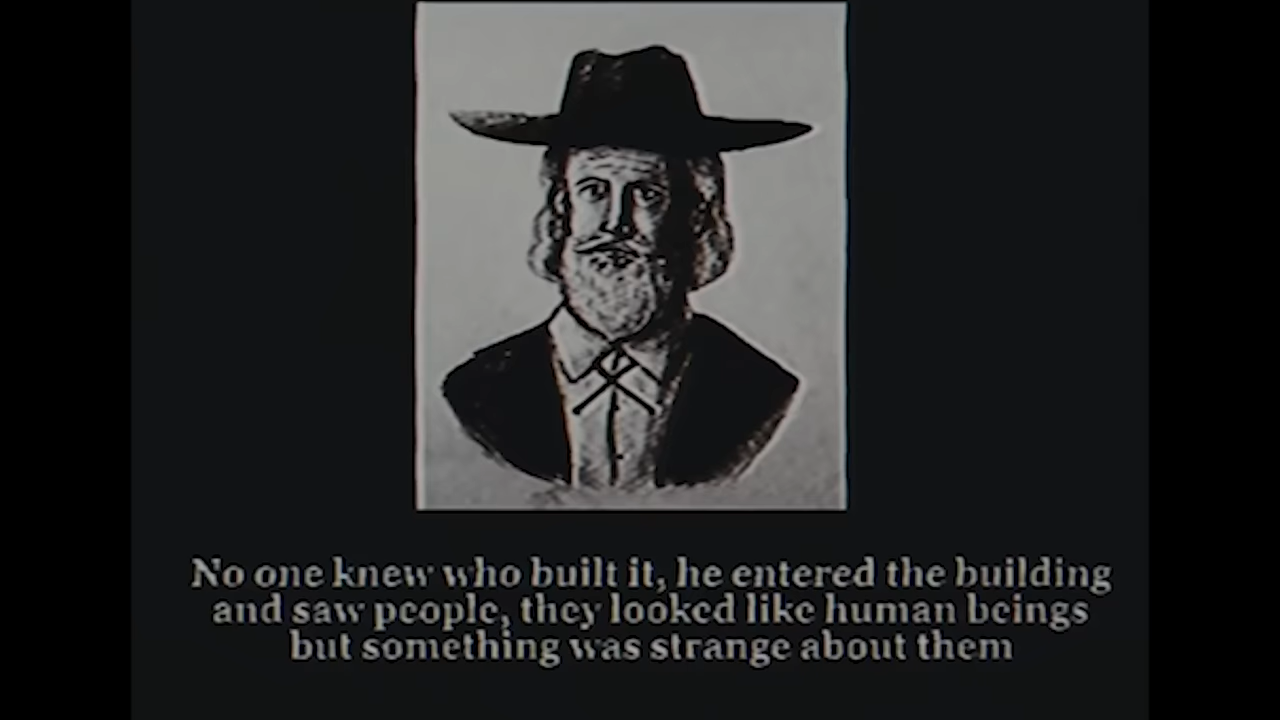 No one knew who built it, he entered the building
and saw people, they looked like human beings
but something was strange about them